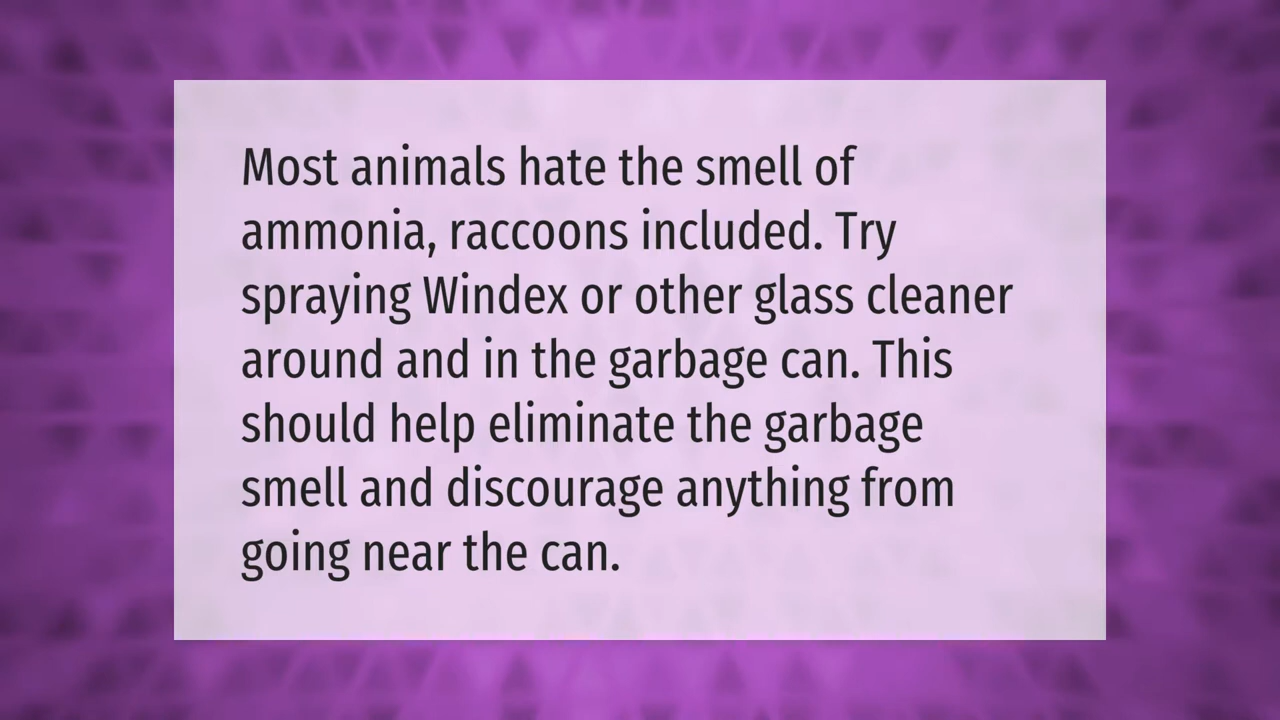 Most animals hate the smell of
ammonia, raccoons included. Try
spraying Windex or other glass cleaner
around and in the garbage can. This
should help eliminate the garbage
smell and discourage anything from
going near the can.